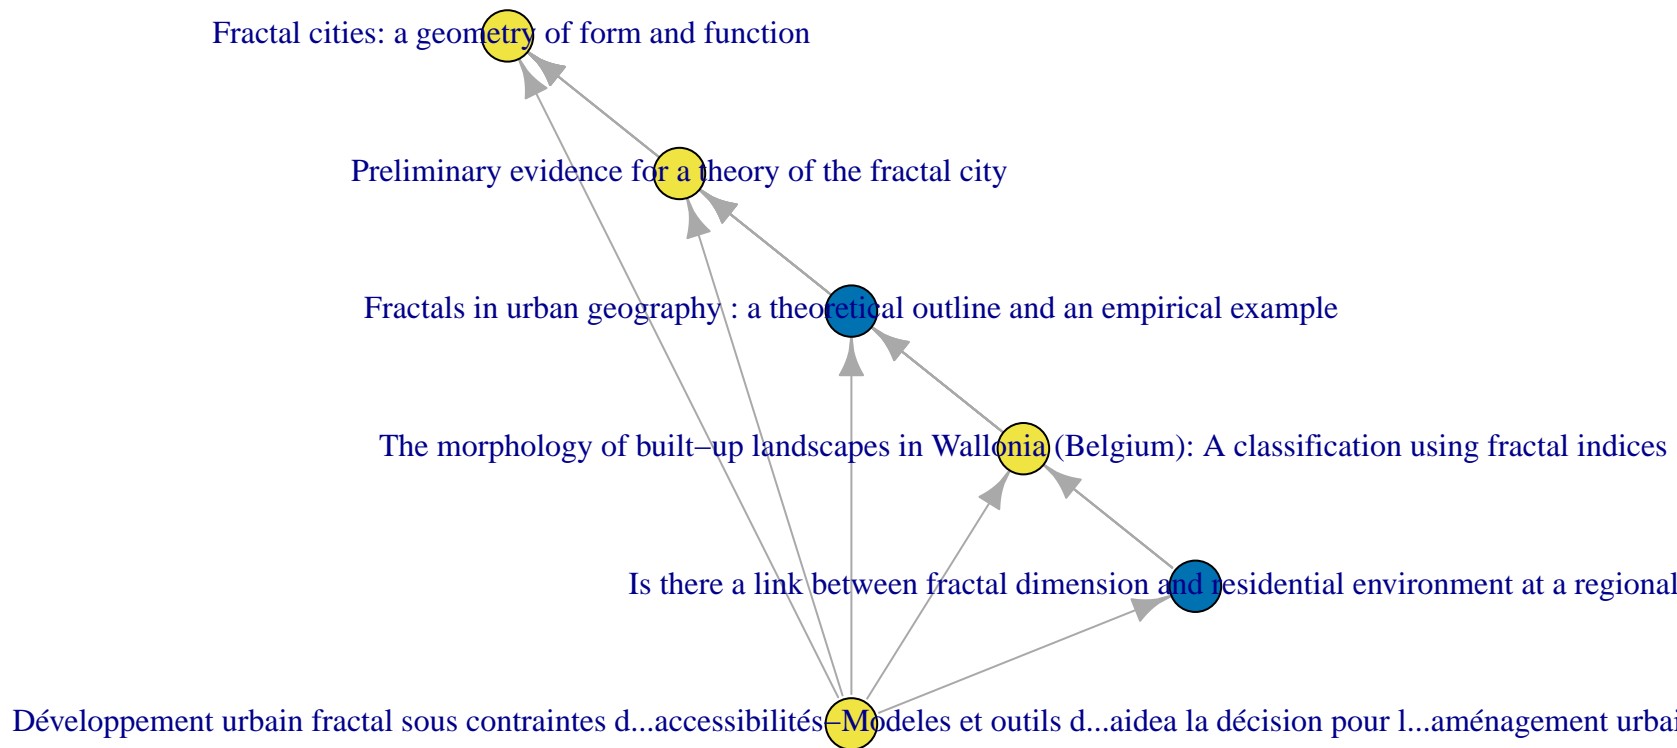 Fractal cities: a geometry of form and function
Preliminary evidence for a theory of the fractal city
Fractals in urban geography : a theoretical outline and an empirical example
The morphology of built−up landscapes in Wallonia (Belgium): A classification using fractal indices
Is there a link between fractal dimension and residential environment at a regional
Développement urbain fractal sous contraintes d...accessibilités−Modeles et outils d...aidea la décision pour l...aménagement urbai